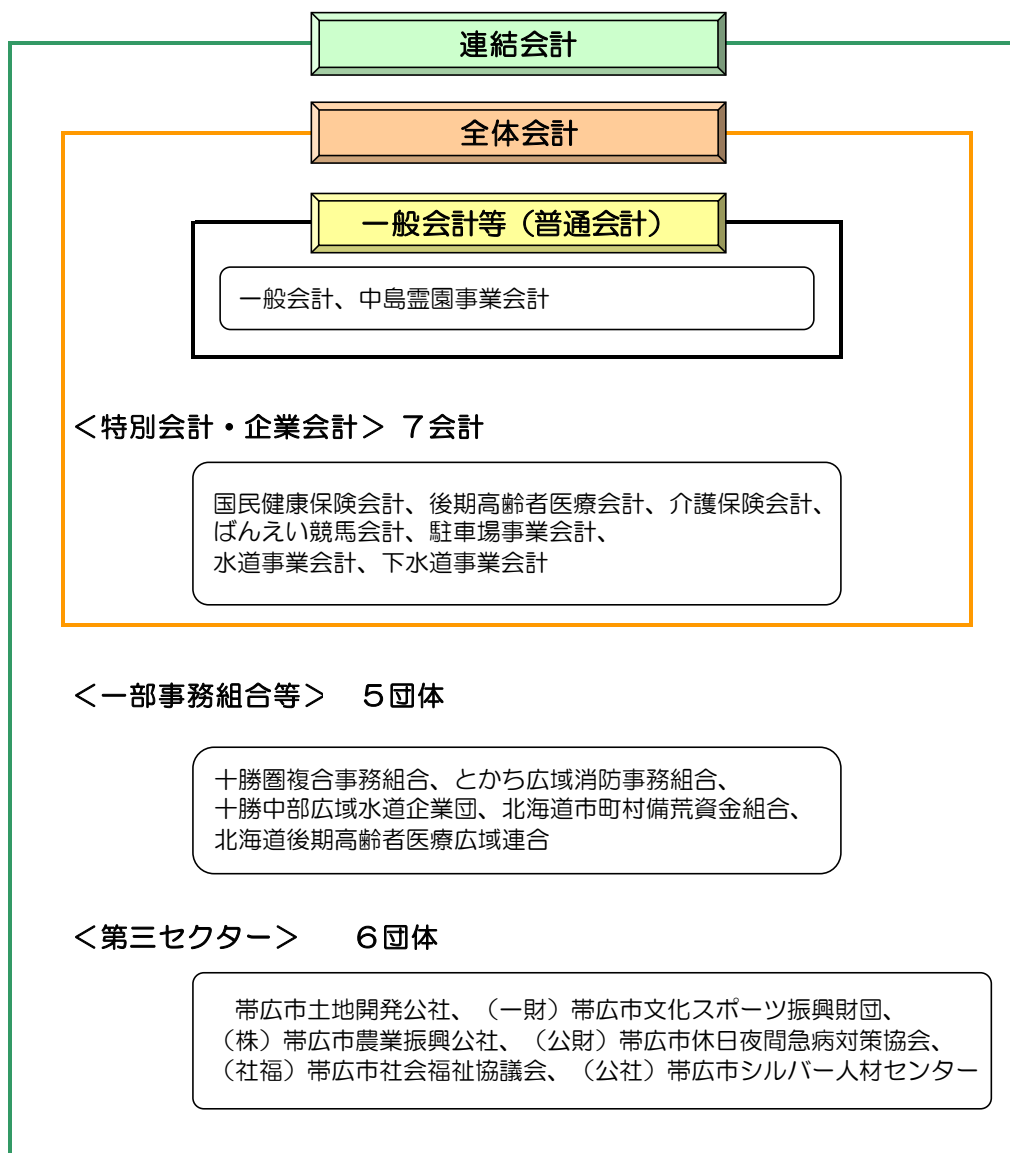 連結会計
全体会計
一般会計等（普通会計）
一般会計、中島霊園事業会計
＜特別会計・企業会計＞ ７会計
国民健康保険会計、後期高齢者医療会計、介護保険会計、
ばんえい競馬会計、駐車場事業会計、
水道事業会計、下水道事業会計
＜一部事務組合等＞　５団体
十勝圏複合事務組合、とかち広域消防事務組合、
十勝中部広域水道企業団、北海道市町村備荒資金組合、
北海道後期高齢者医療広域連合
＜第三セクター＞　　６団体
帯広市土地開発公社、（一財）帯広市文化スポーツ振興財団、
（株）帯広市農業振興公社、（公財）帯広市休日夜間急病対策協会、
（社福）帯広市社会福祉協議会、（公社）帯広市シルバー人材センター